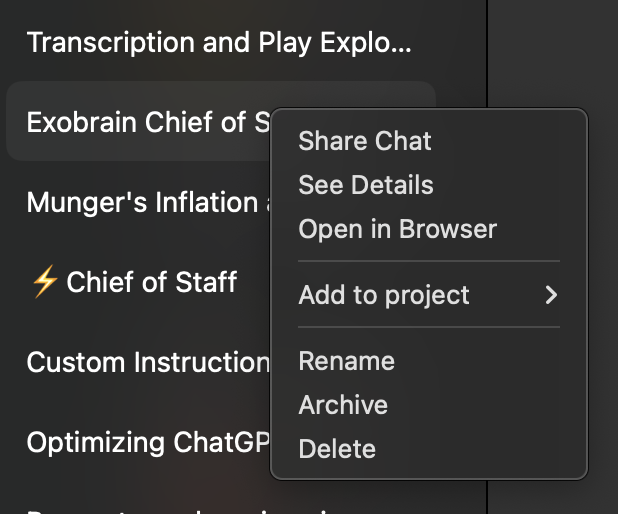 Transcription and Play Explo...
Exobrain Chief of S
Share Chat
See Details
Munger's Inflation
Open in Browser
⚡ Chief of Staff
Add to project
Custom Instruction
Rename
Archive
Optimizing ChatGP
Delete